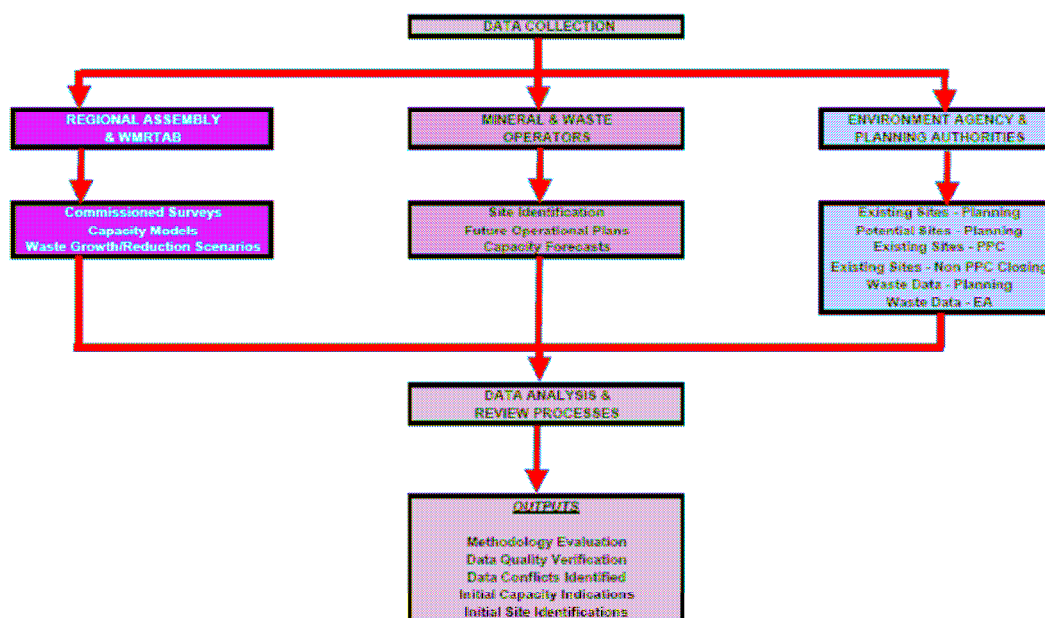 DATA COLLECTION
REGIONAL ASSEMBLY
& WMRTAB
MINERAL & WASTE
OPERATORS
ENVIRONMENT AGENCY &
PLANNING AUTHORITIES
Commissioned Surveys
Capacity Models
Waste Growth/Reduction Scenarios
Site Identification
Future Operational Plans
Capacity Forecasts
Existing Sites - Planning
Potential Sites - Planning
Existing Sites - PPC
Existing Sites - Non PPC Closing
Waste Data - Planning
Waste Data - EA
DATA ANALYSIS &
REVIEW PROCESSES
OUTPUTS
Methodology Evaluation
Data Quality Verification
Data Conflicts Identified
Initial Capacity Indications
Initial Site Identifications